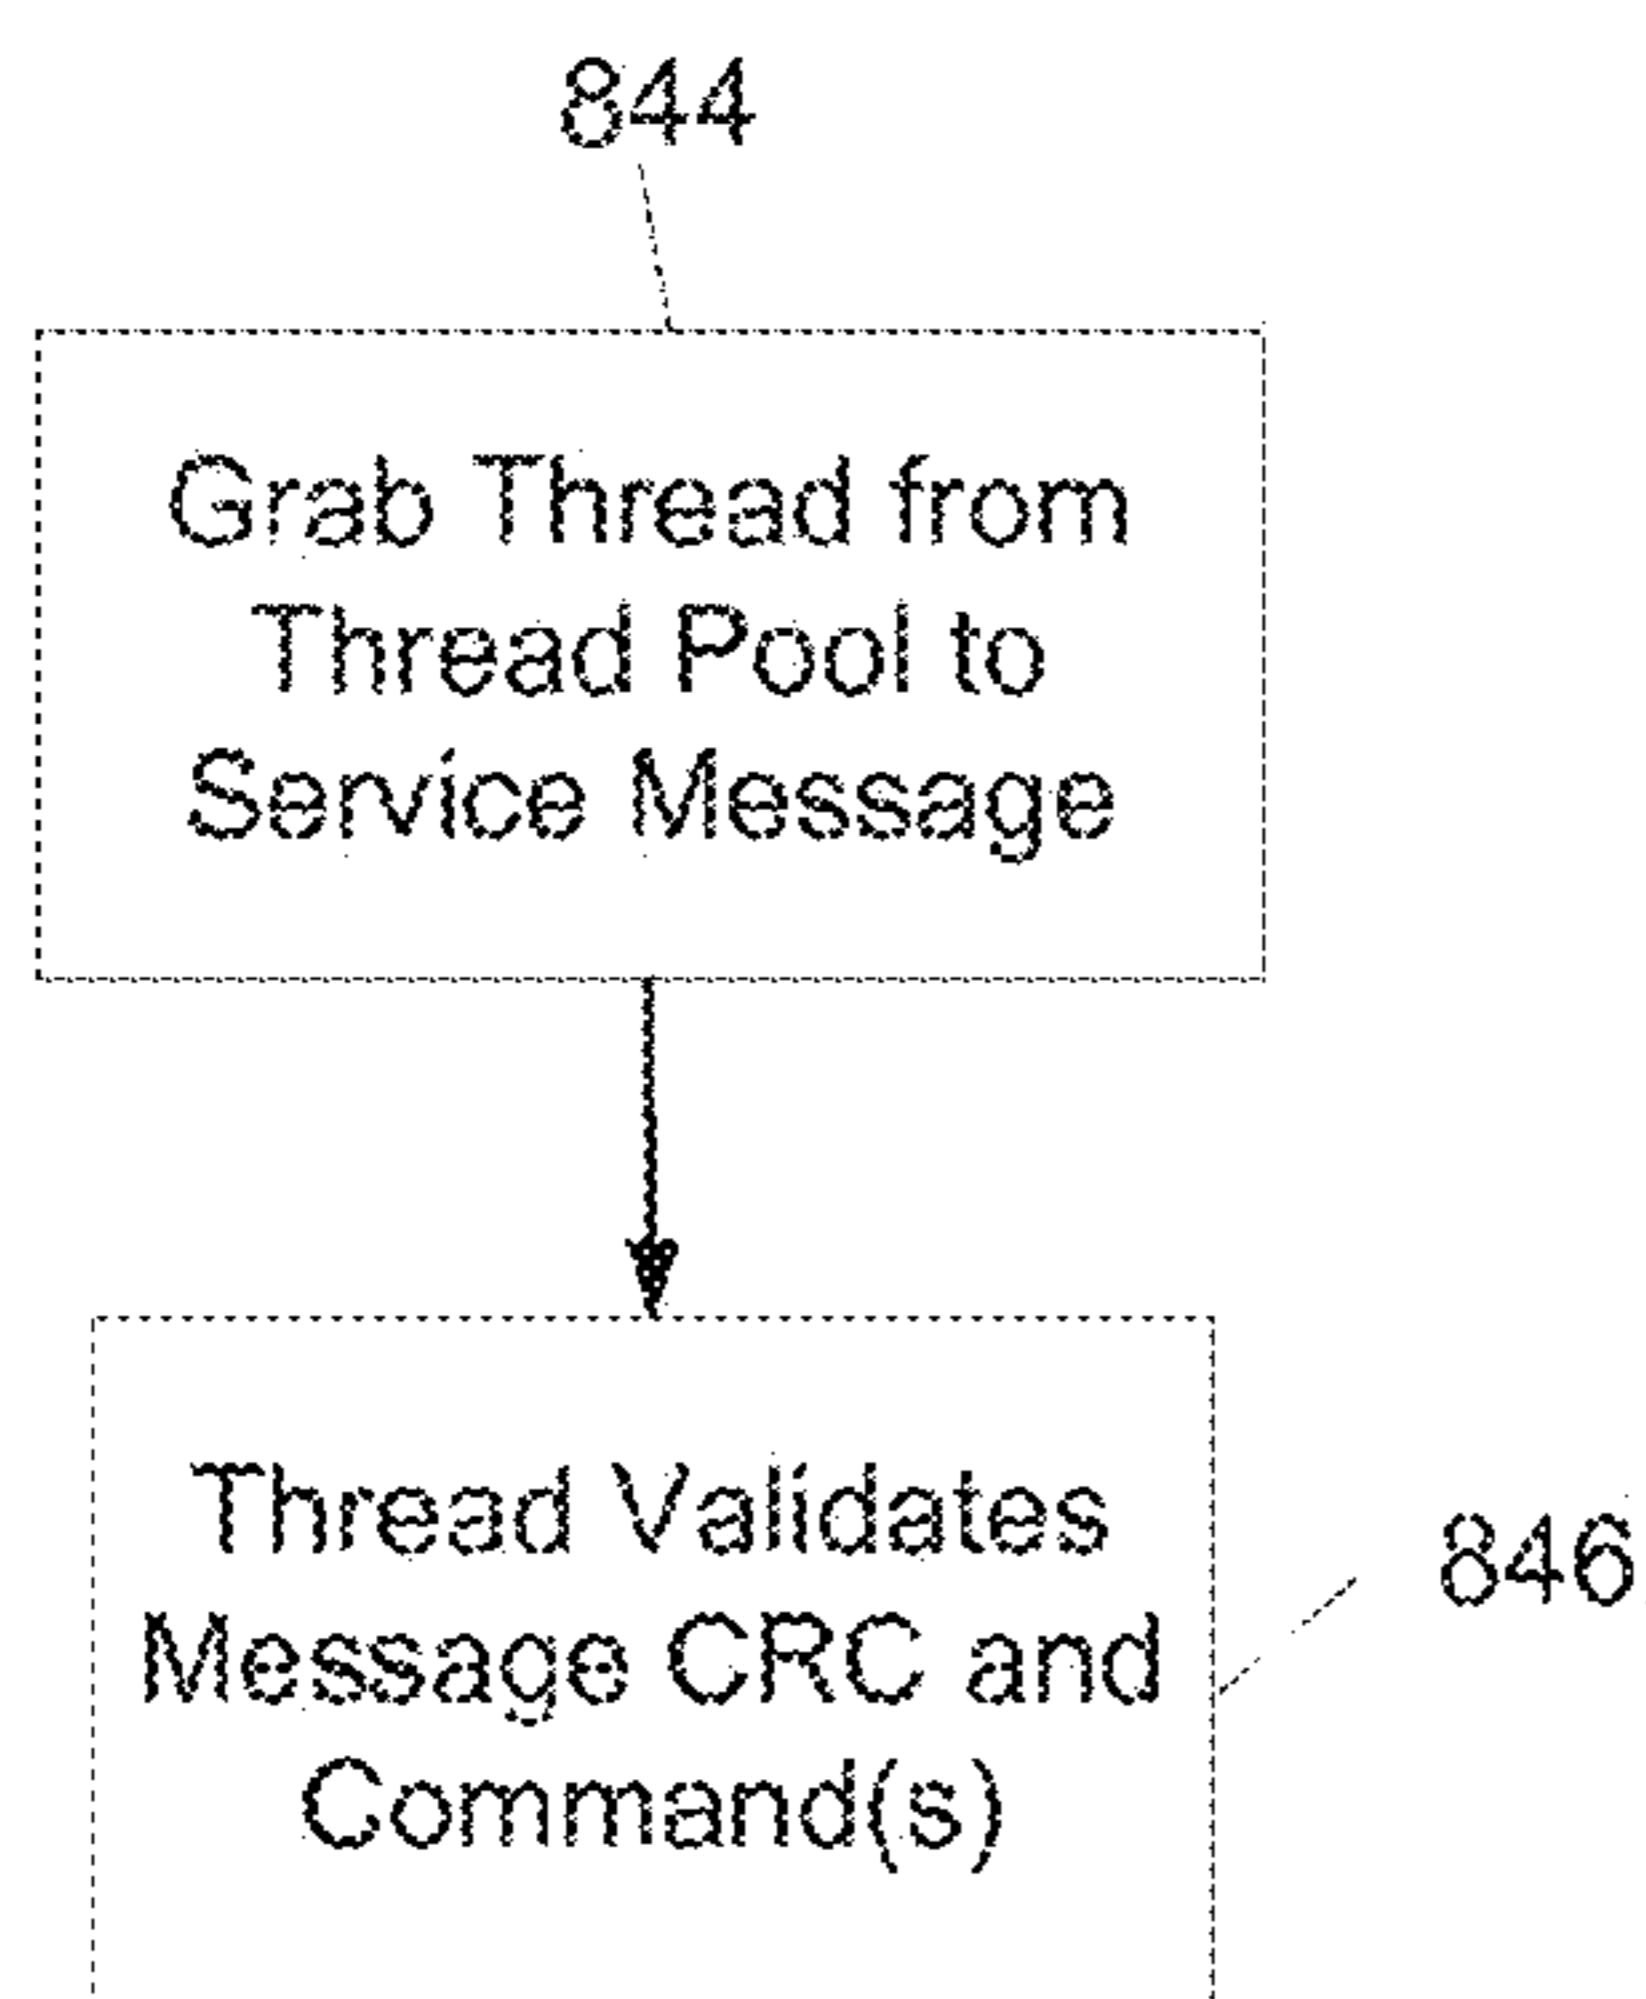 844
Grab Thread from
Thread Pool to
Service Message
Thread Validates
Message CRC and
Command(s)
846